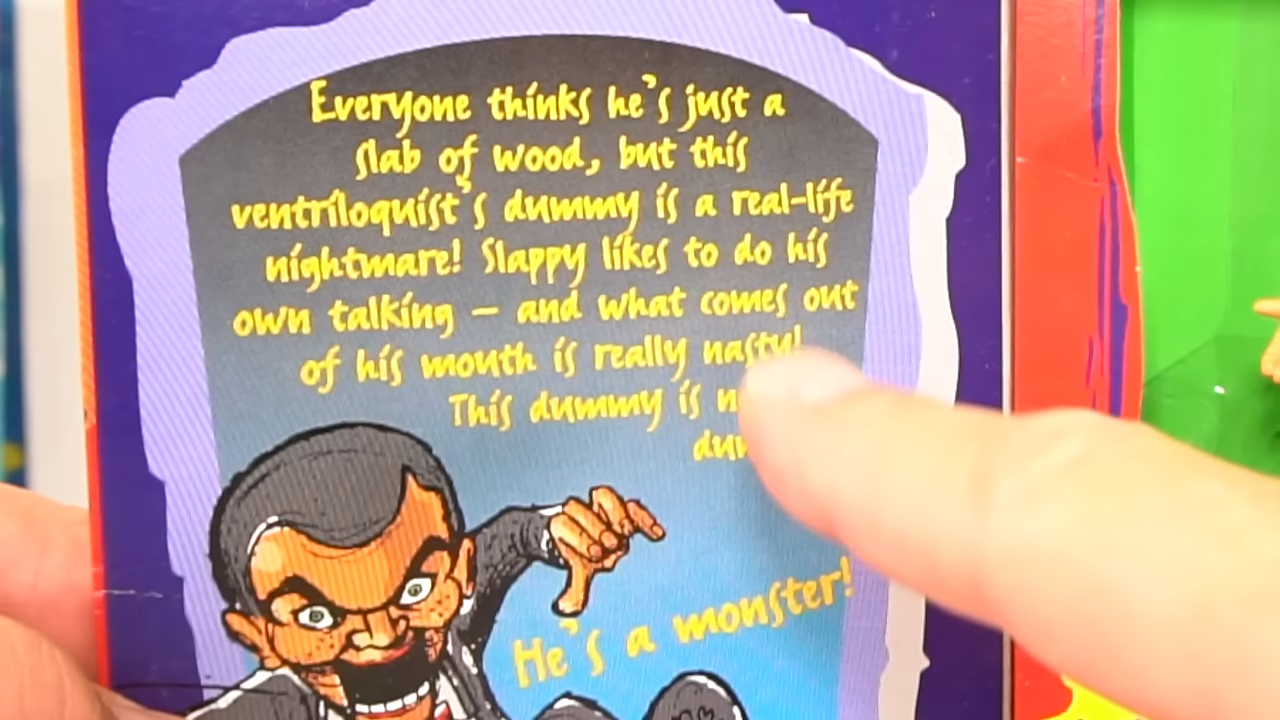 Everyone thinks he's just a
slab of wood, but this
ventriloquist's dummy is a real-life
nightmare! Slappy likes to do his
own talking – and what comes out
of his mouth is really nasty!
This dummy is
He's a monster!